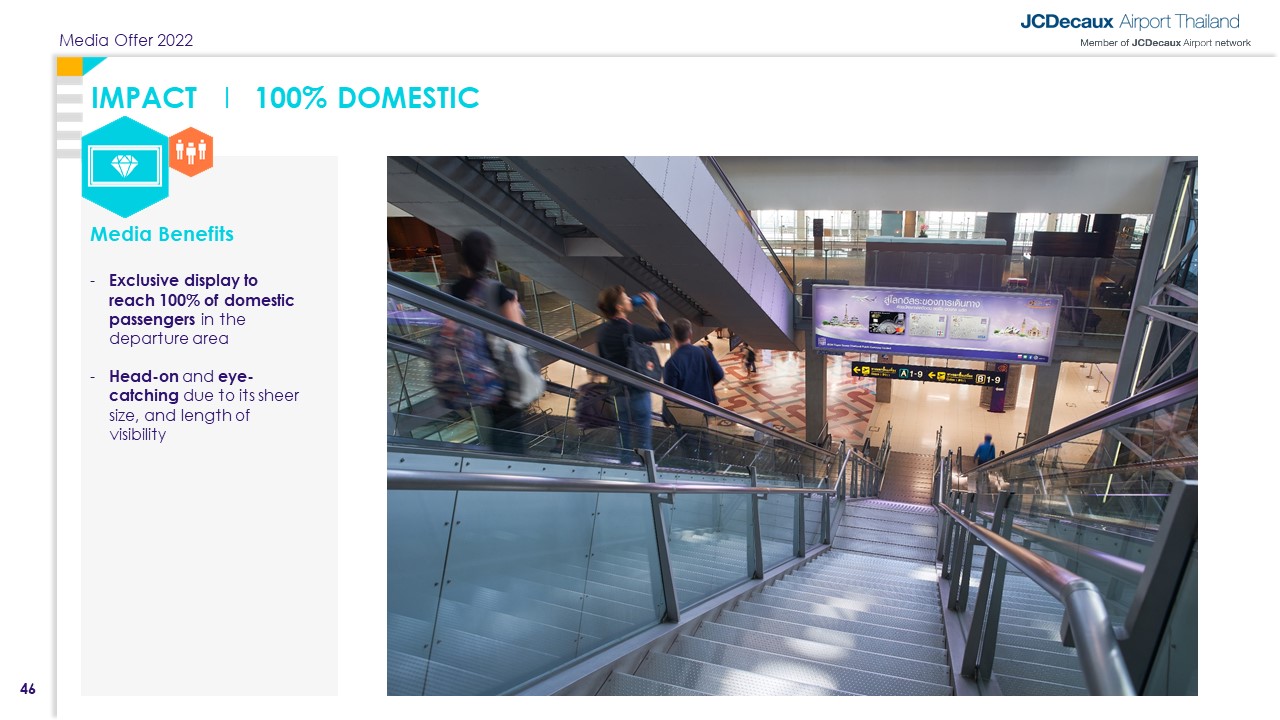 Media Offer 2022
JCDecaux Airport Thailand
Member of JCDecaux Airport network
IMPACT | 100% DOMESTIC
Media Benefits
- Exclusive display to
reach 100% of domestic
passengers in the
departure area
- Head-on and eye-
catching due to its sheer
size, and length of
visibility
สู่โลกอิสระของการเดินทาง
A 1-9
B 1-9
46